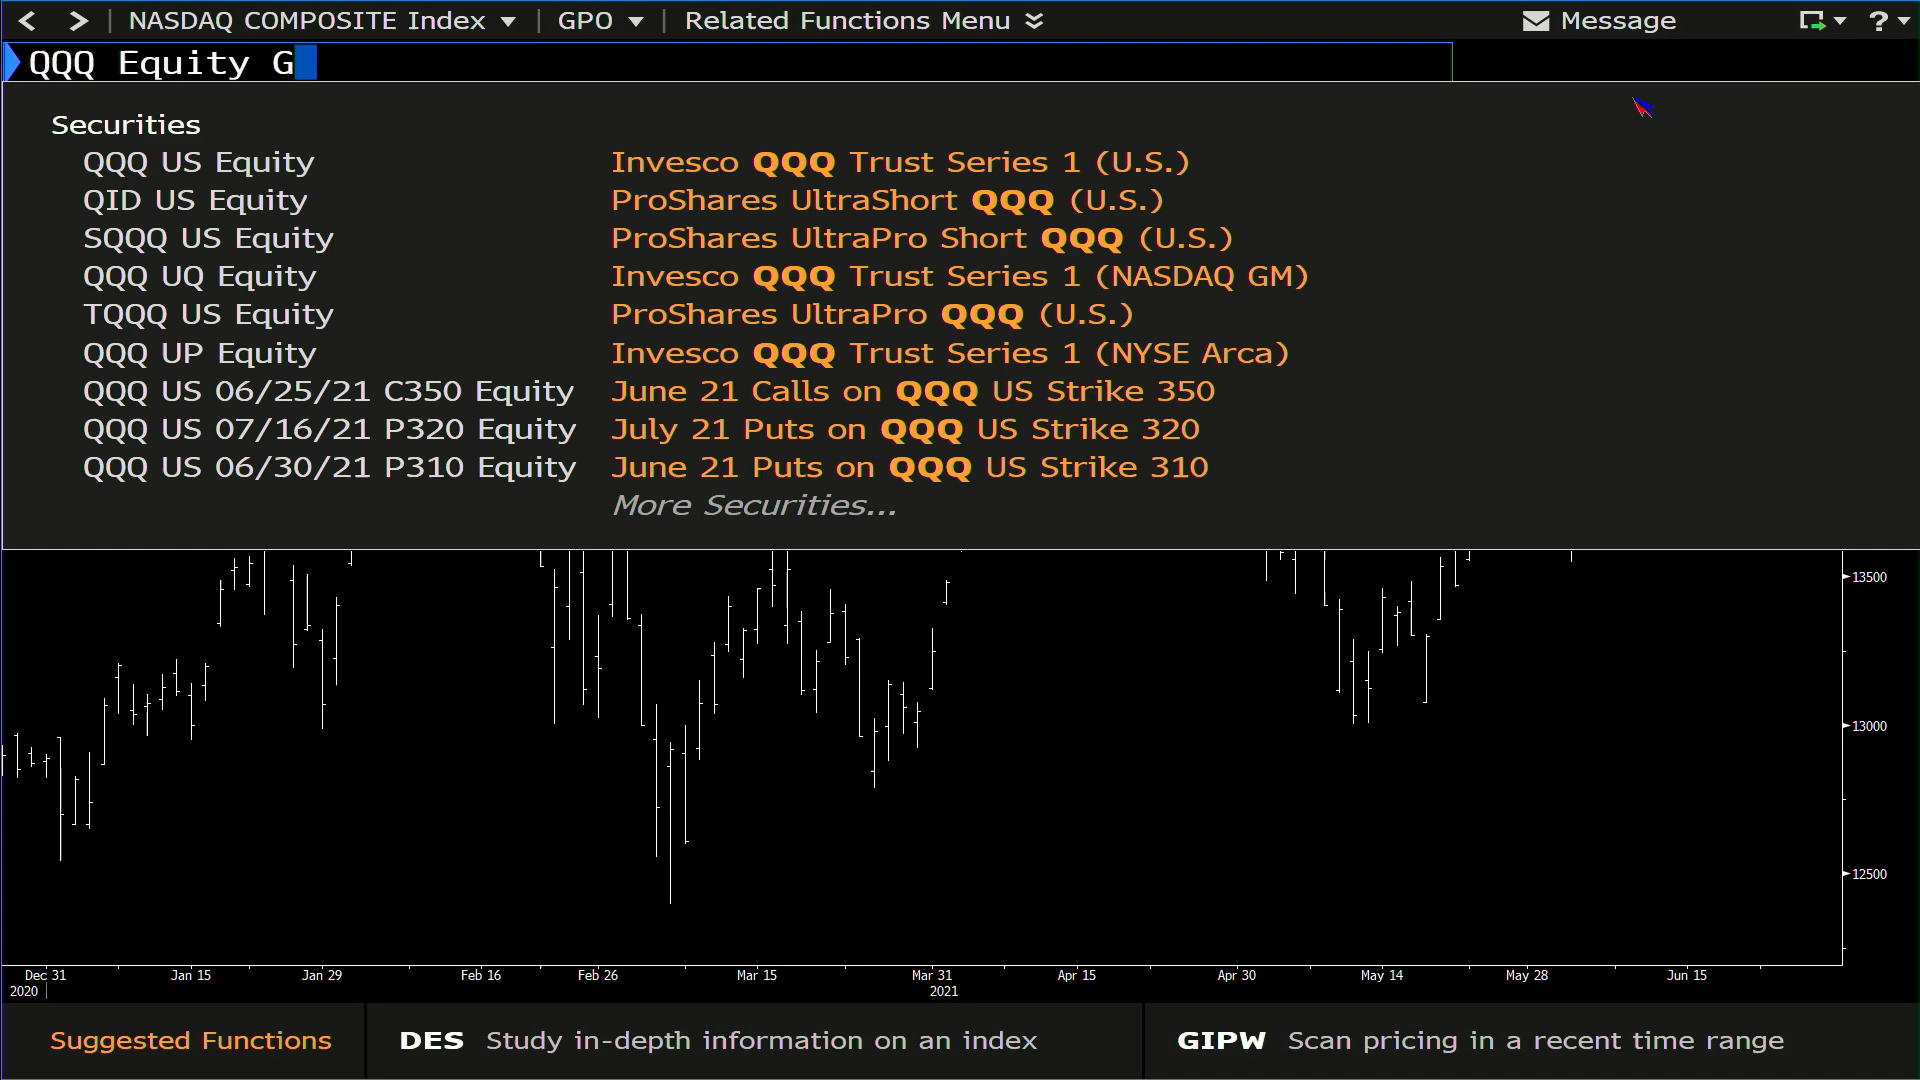 NASDAQ COMPOSITE Index GPO Related Functions Menu Message ?
QQQ Equity G
Securities
QQQ US Equity Invesco QQQ Trust Series 1 (U.S.)
QID US Equity ProShares UltraShort QQQ (U.S.)
SQQQ US Equity ProShares UltraPro Short QQQ (U.S.)
QQQ UQ Equity Invesco QQQ Trust Series 1 (NASDAQ GM)
TQQQ US Equity ProShares UltraPro QQQ (U.S.)
QQQ UP Equity Invesco QQQ Trust Series 1 (NYSE Arca)
QQQ US 06/25/21 C350 Equity June 21 Calls on QQQ US Strike 350
QQQ US 07/16/21 P320 Equity July 21 Puts on QQQ US Strike 320
QQQ US 06/30/21 P310 Equity June 21 Puts on QQQ US Strike 310
More Securities...
13500
13000
12500
Dec 31 Jan 15 Jan 29 Feb 16 Feb 26 Mar 15 Mar 31 Apr 15 Apr 30 May 14 May 28 Jun 15
2020 2021
Suggested Functions DES Study in-depth information on an index GIPW Scan pricing in a recent time range